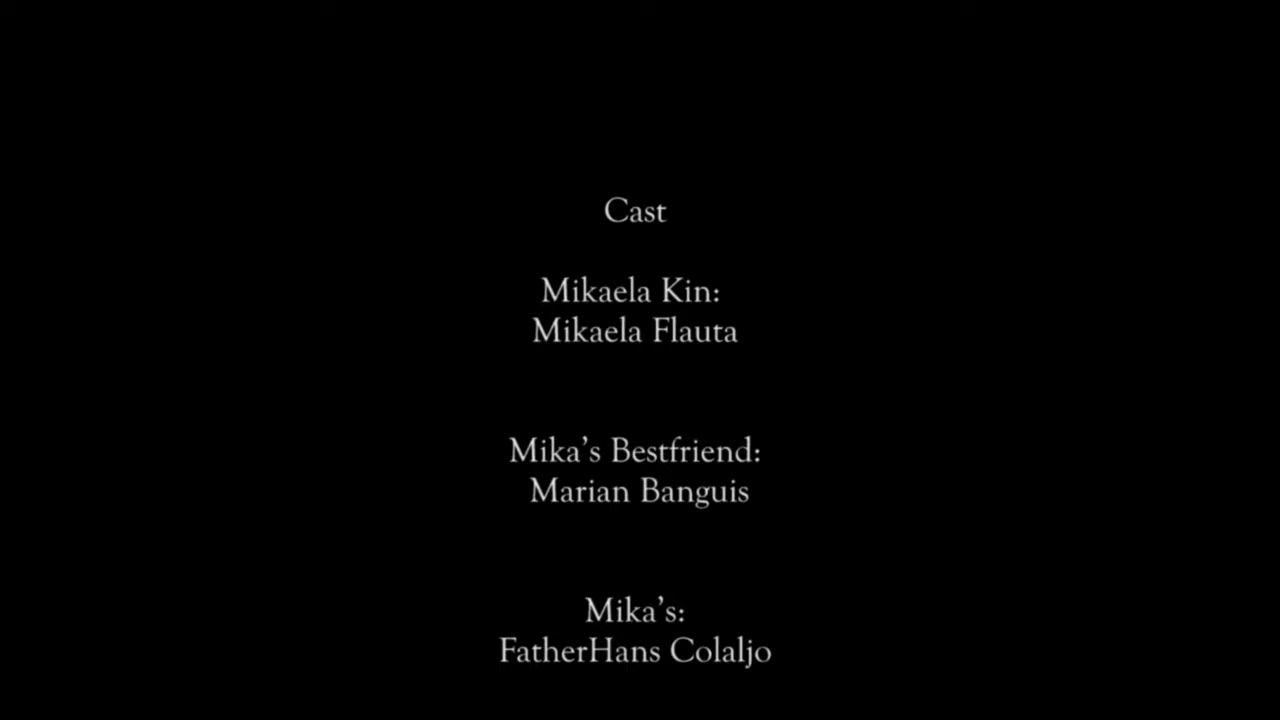 Cast
Mikaela Kin:
Mikaela Flauta
Mika’s Bestfriend:
Marian Banguis
Mika’s:
FatherHans Colaljo